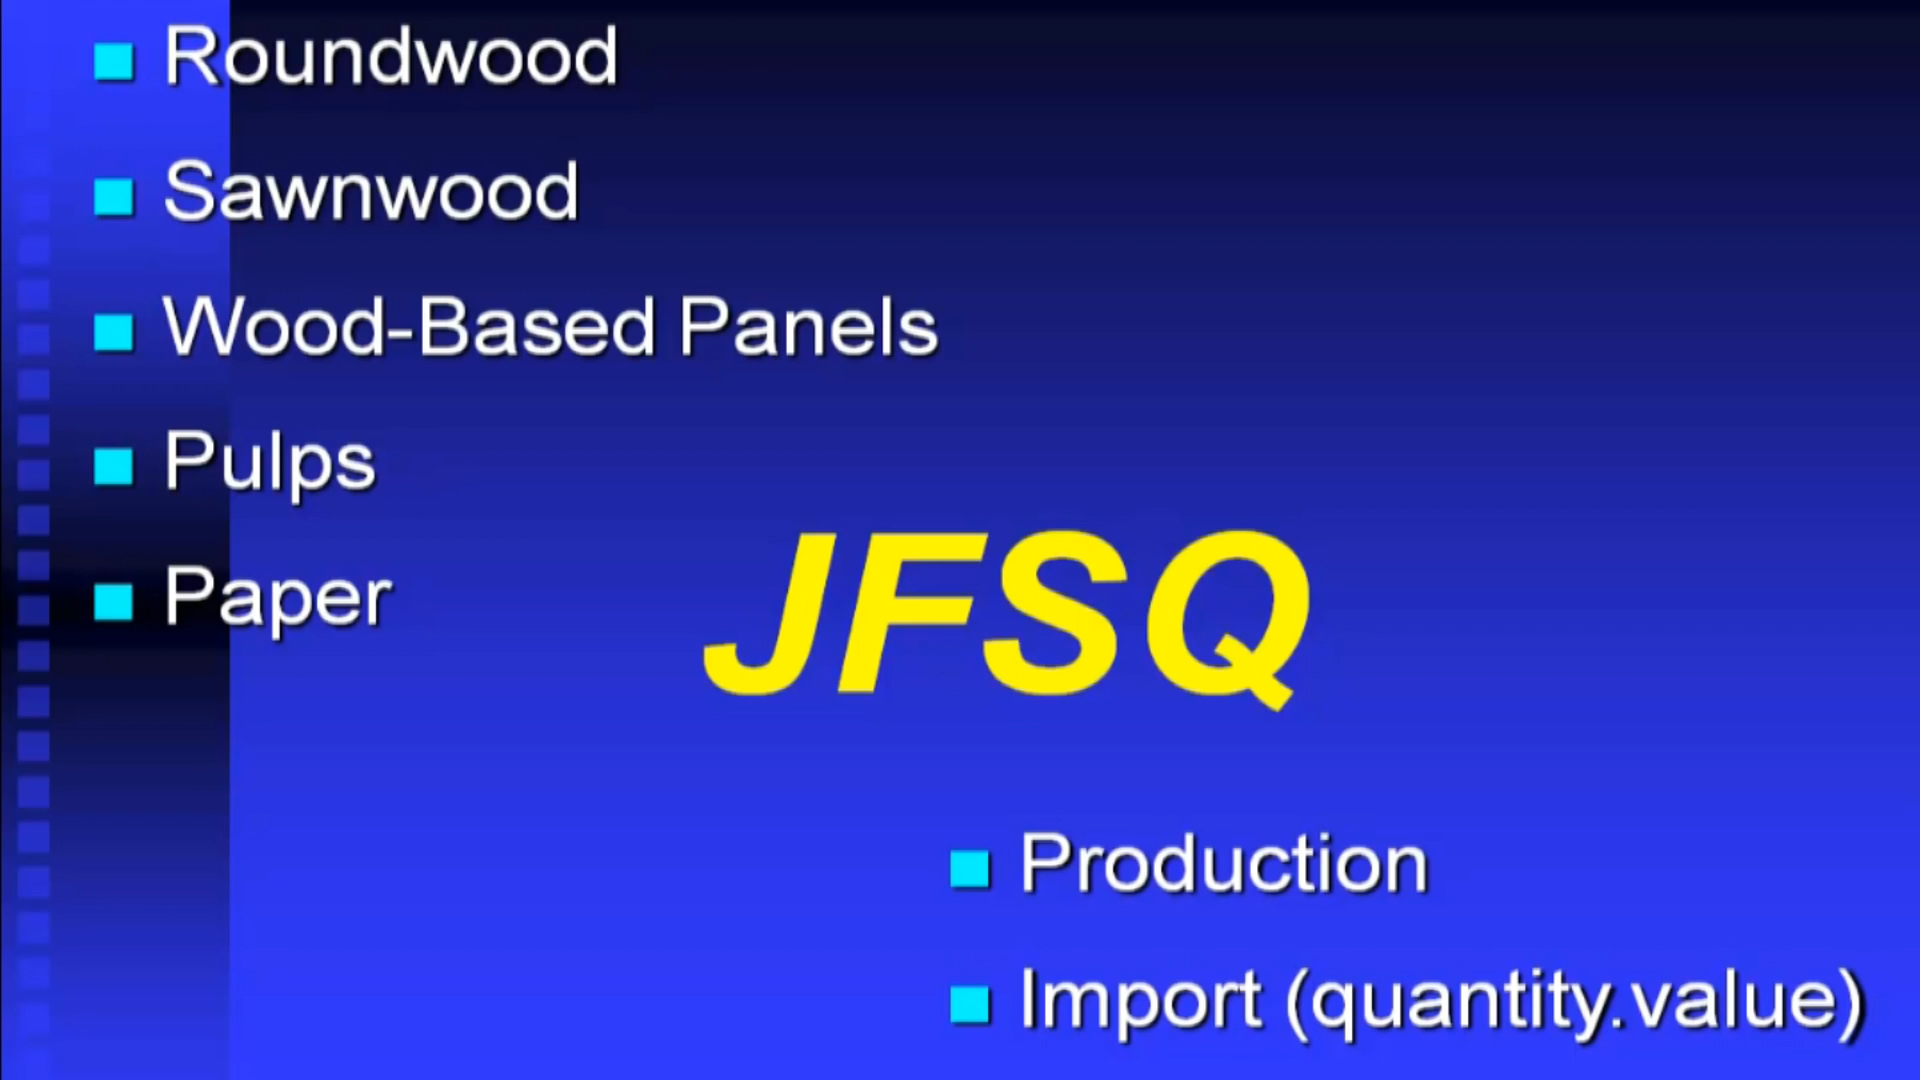 Roundwood
Sawnwood
Wood-Based Panels
Pulps
Paper
JFSQ
Production
Import (quantity.value)